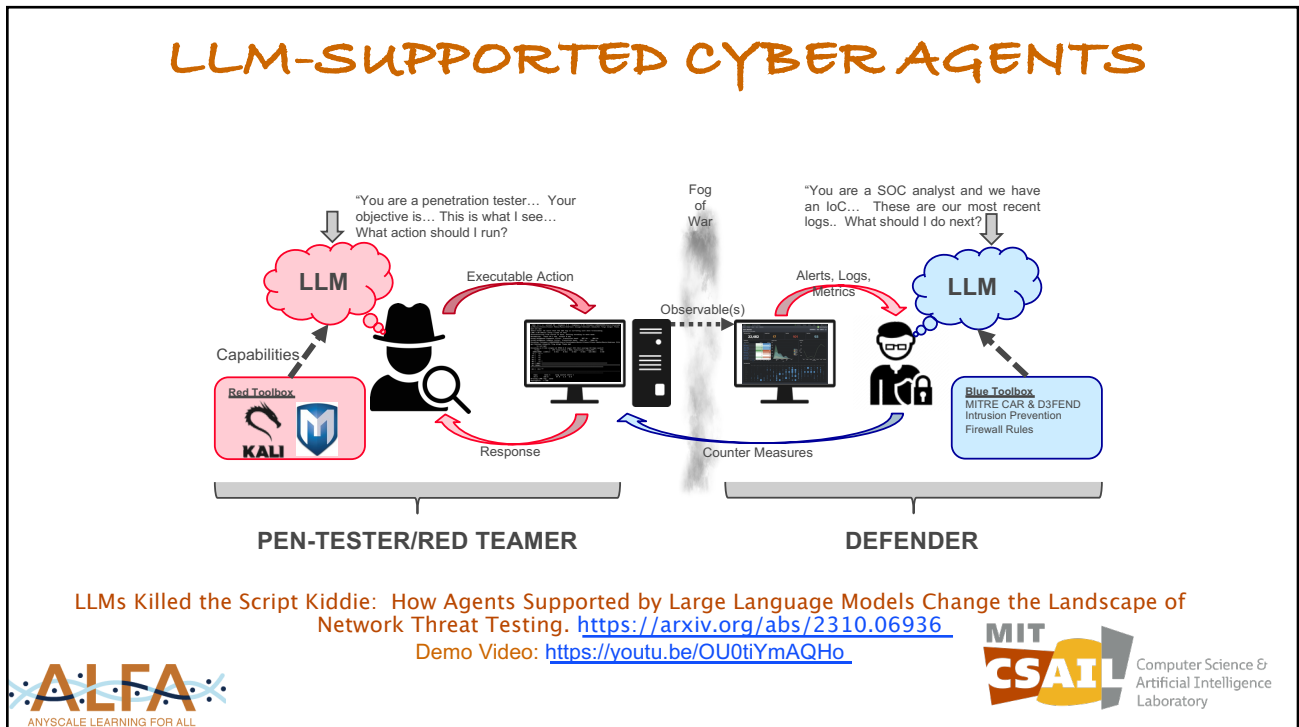 LLM-SUPPORTED CYBER AGENTS
"You are a penetration tester… Your
objective is… This is what I see…
What action should I run?
Fog
of
War
"You are a SOC analyst and we have
an IoC… These are our most recent
logs.. What should I do next?
LLM
Executable Action
Alerts, Logs,
Metrics
LLM
Observable(s)
Capabilities
Red Toolbox
KALI
Blue Toolbox
MITRE CAR & D3FEND
Intrusion Prevention
Firewall Rules
Response
Counter Measures
PEN-TESTER/RED TEAMER
DEFENDER
LLMs Killed the Script Kiddie: How Agents Supported by Large Language Models Change the Landscape of
Network Threat Testing. https://arxiv.org/abs/2310.06936
Demo Video: https://youtu.be/OU0tiYmAQHo
MIT
CSAIL
Computer Science &
Artificial Intelligence
Laboratory
ALFA
ANYSCALE LEARNING FOR ALL